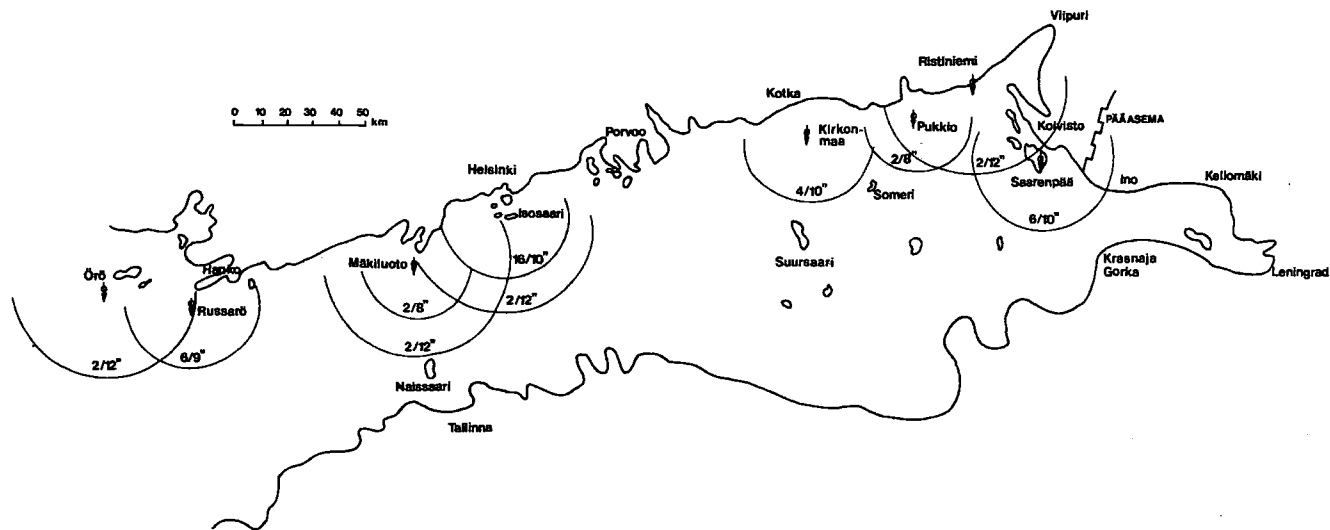 Viipuri
Ristiniemi
Kotka
0 10 20 30 40 50
km
Porvoo
Kirkon-
maa
Pukkio
Koivisto
PÄÄASEMA
2/8"
2/12"
Saarenpää
Helsinki
Ino
Kellomäki
4/10"
Someri
6/10"
Isosaari
Mäkiluoto
16/10"
Suursaari
Krasnaja
Gorka
Leningrad
Örö
Hanko
Russarö
2/8"
2/12"
2/12"
6/9"
2/12"
Naissaari
Tallinna